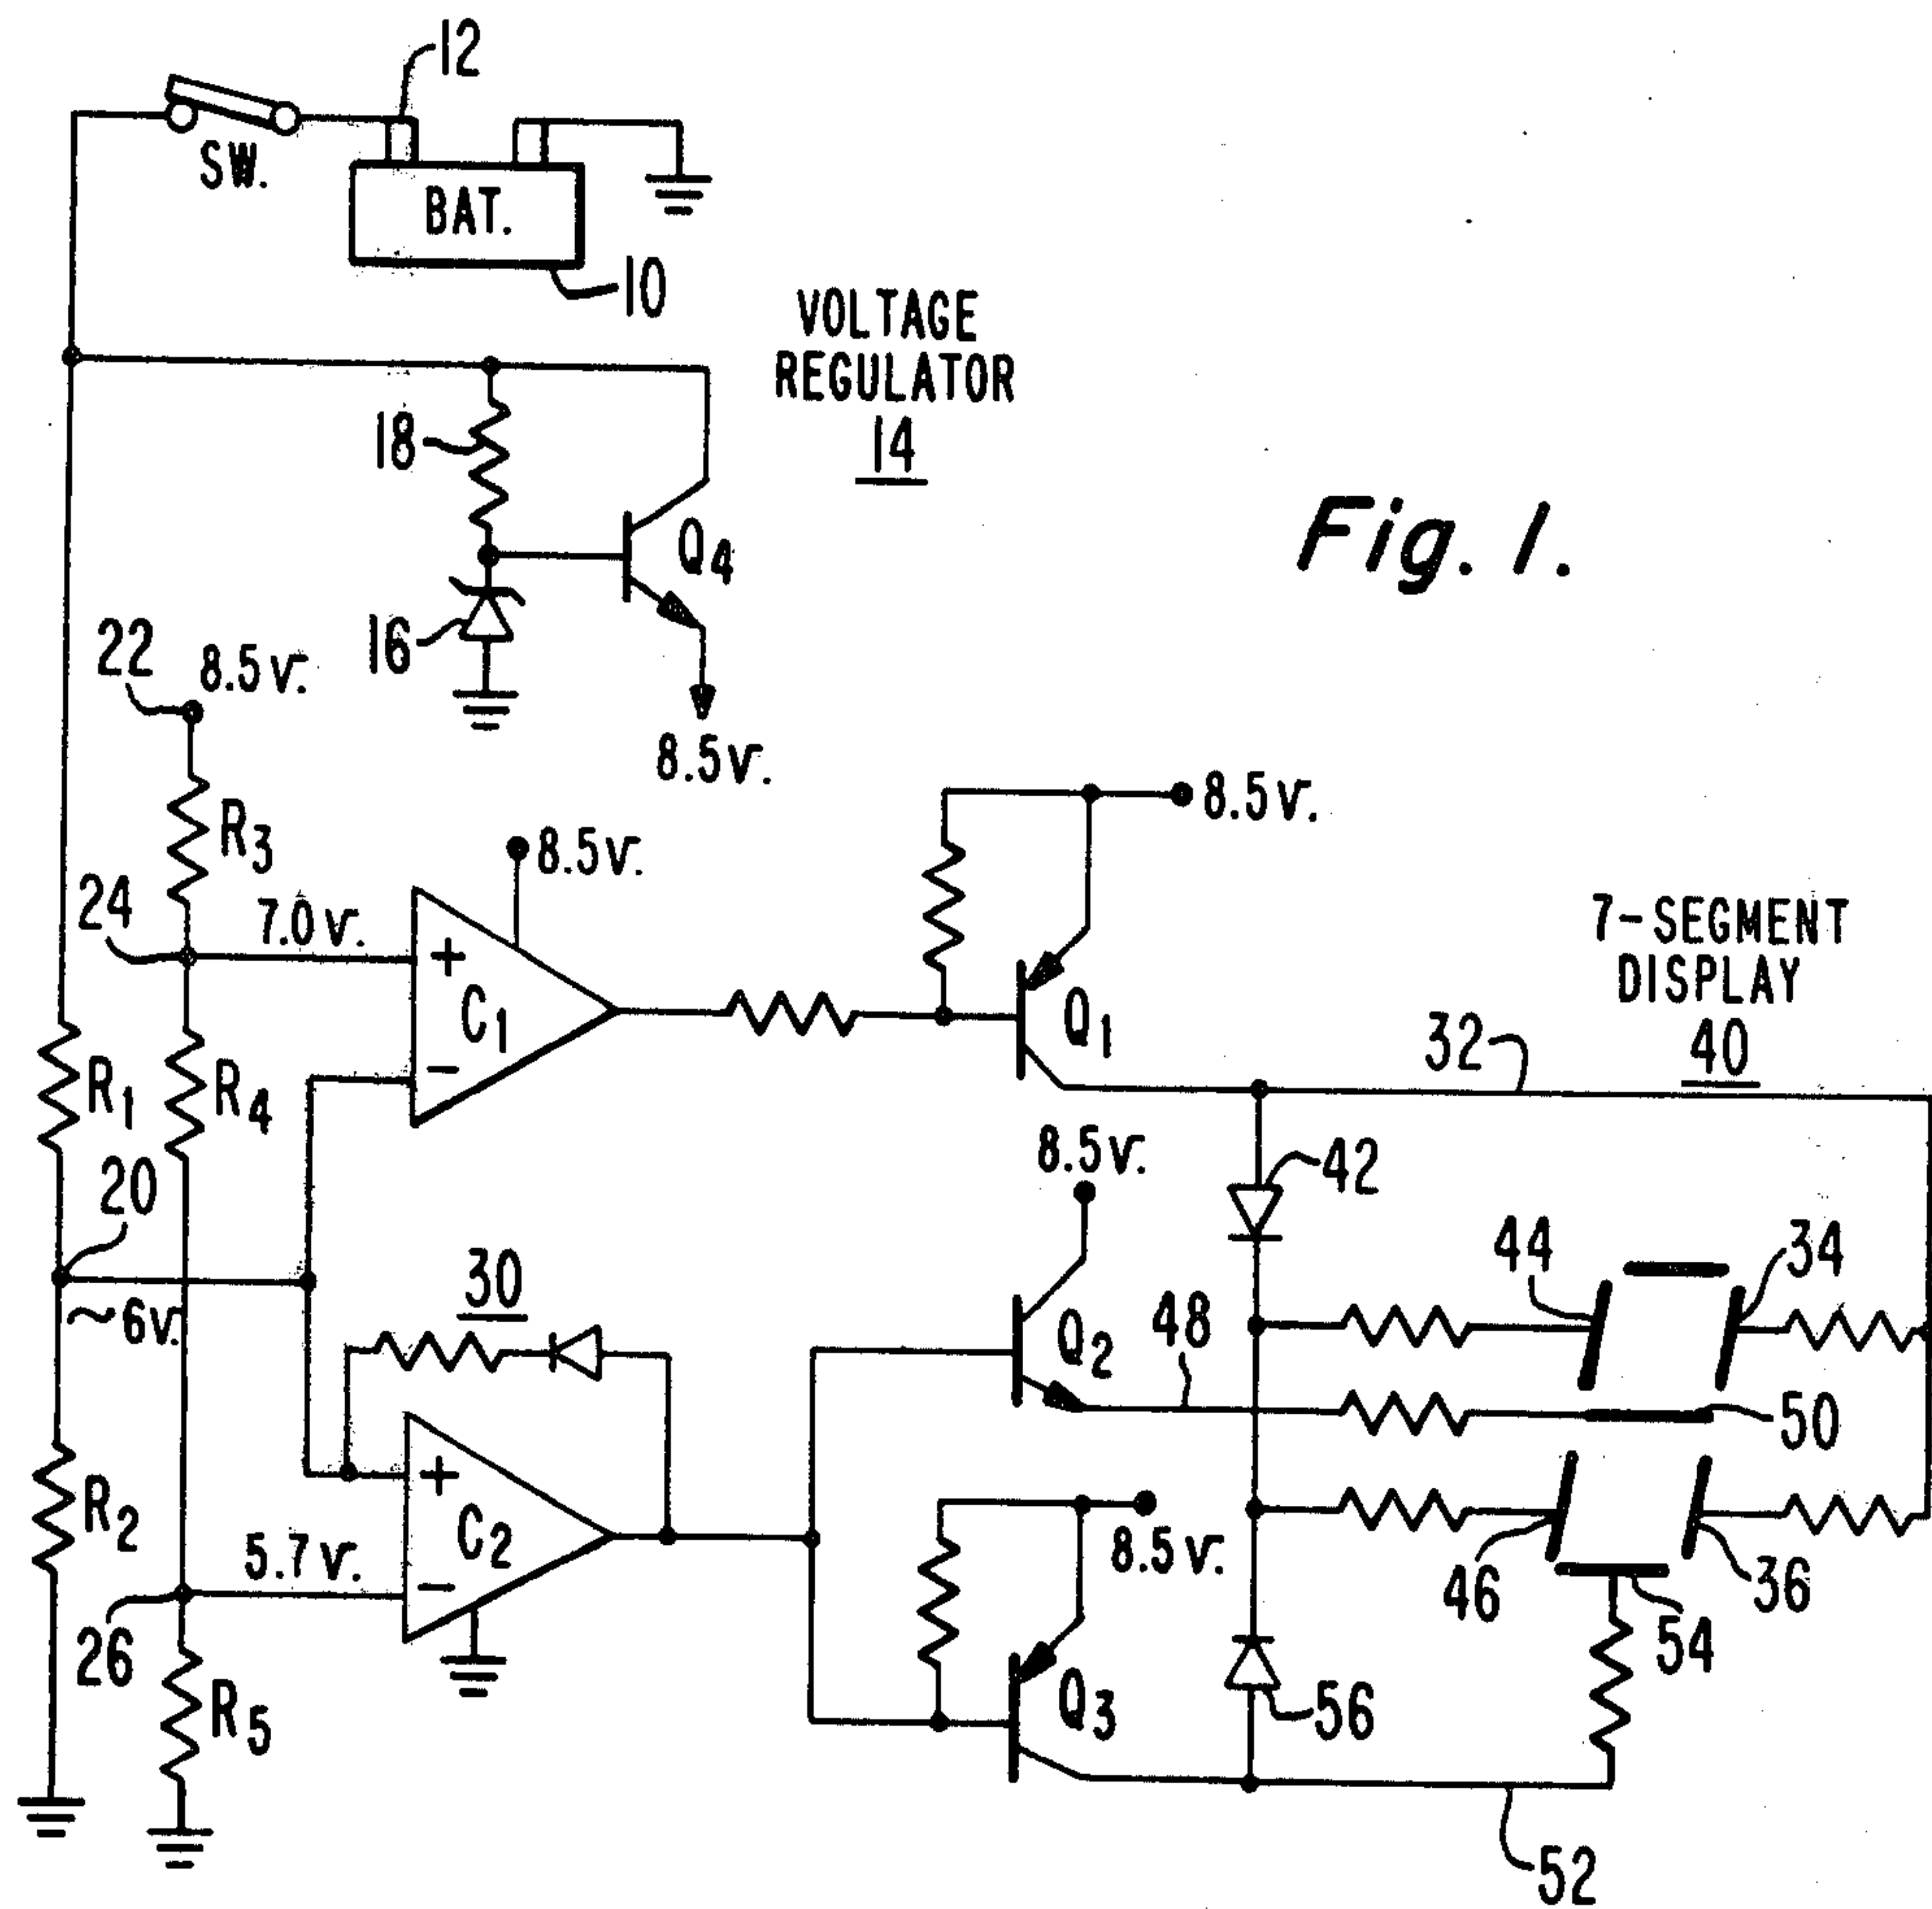 12
SW.
BAT.
10
VOLTAGE
REGULATOR
14
18
Q4
Fig. 1.
16
22
8.5v.
8.5v.
R3
8.5v.
8.5v.
24
7.0v.
+
C1
-
Q1
7-SEGMENT
DISPLAY
40
32
R1
R4
20
8.5v.
42
44
34
~6v.
30
Q2
48
50
+
C2
-
R2
5.7v.
8.5v.
46
36
54
26
R5
Q3
56
52